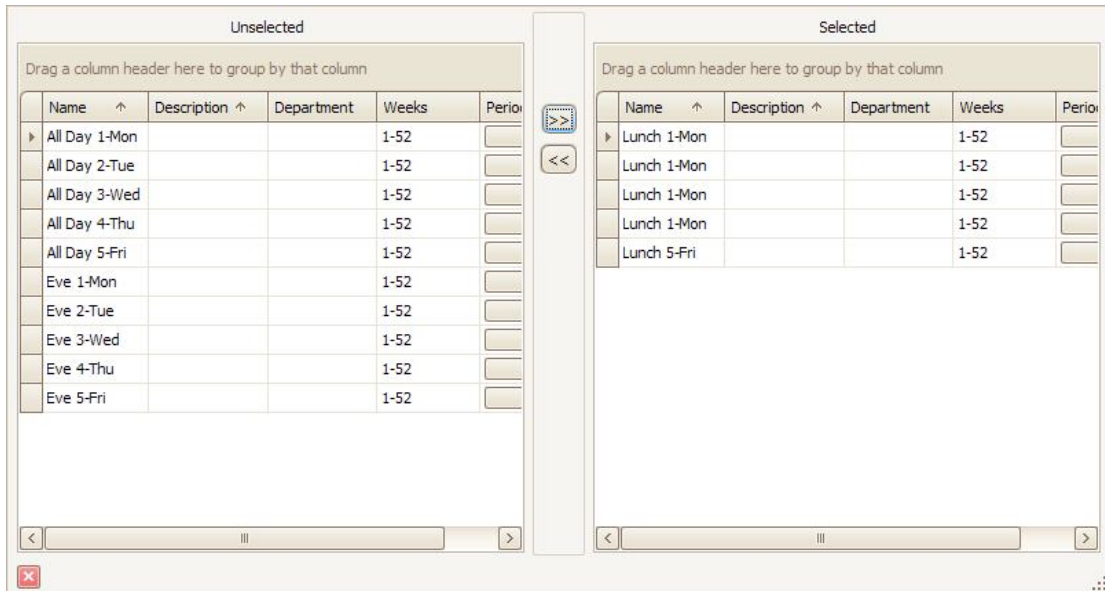 Unselected
Drag a column header here to group by that column
Name Description Department Weeks Perio
All Day 1-Mon 1-52
All Day 2-Tue 1-52
All Day 3-Wed 1-52
All Day 4-Thu 1-52
All Day 5-Fri 1-52
Eve 1-Mon 1-52
Eve 2-Tue 1-52
Eve 3-Wed 1-52
Eve 4-Thu 1-52
Eve 5-Fri 1-52
>>
<<
Selected
Drag a column header here to group by that column
Name Description Department Weeks Perio
Lunch 1-Mon 1-52
Lunch 1-Mon 1-52
Lunch 1-Mon 1-52
Lunch 1-Mon 1-52
Lunch 5-Fri 1-52